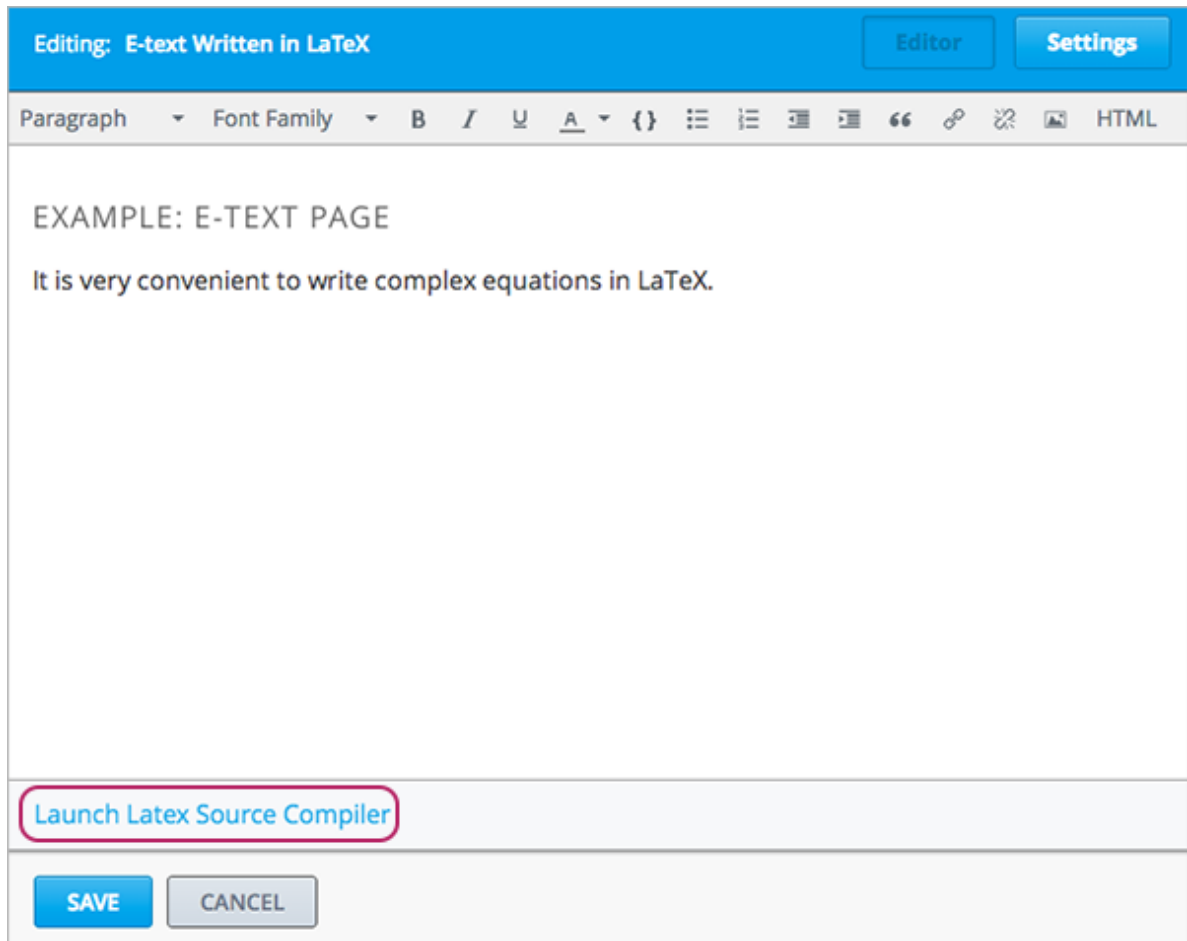 Editing: E-text Written in LaTeX Editor Settings
Paragraph Font Family B I U A {} “ HTML
EXAMPLE: E-TEXT PAGE
It is very convenient to write complex equations in LaTeX.
Launch Latex Source Compiler
SAVE CANCEL